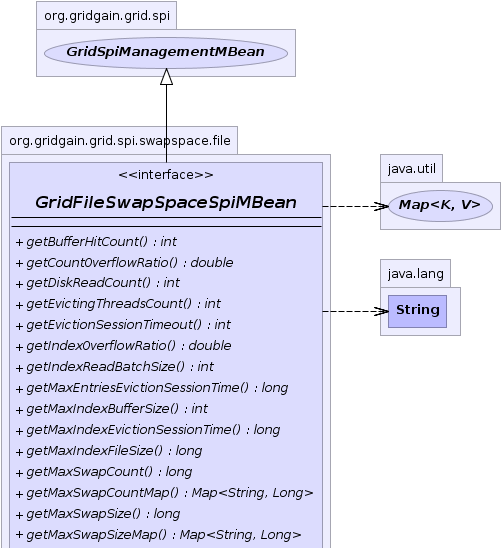 org.gridgain.grid.spi
GridSpiManagementMBean
org.gridgain.grid.spi.swapspace.file
<<interface>>
GridFileSwapSpaceSpiMBean
+ getBufferHitCount() : int
+ getCountOverflowRatio() : double
+ getDiskReadCount() : int
+ getEvictingThreadsCount() : int
+ getEvictionSessionTimeout() : int
+ getIndexOverflowRatio() : double
+ getIndexReadBatchSize() : int
+ getMaxEntriesEvictionSessionTime() : long
+ getMaxIndexBufferSize() : int
+ getMaxIndexEvictionSessionTime() : long
+ getMaxIndexFileSize() : long
+ getMaxSwapCount() : long
+ getMaxSwapCountMap() : Map<String, Long>
+ getMaxSwapSize() : long
+ getMaxSwapSizeMap() : Map<String, Long>
java.util
Map<K, V>
java.lang
String